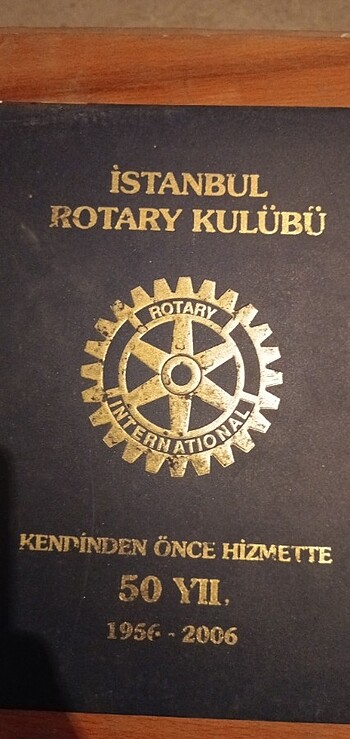 İSTANBUL
ROTARY KULÜBÜ
ROTARY
INTERNATIONAL
KENDİNDEN ÖNCE HİZMETTE
50 YIL
1956 - 2006